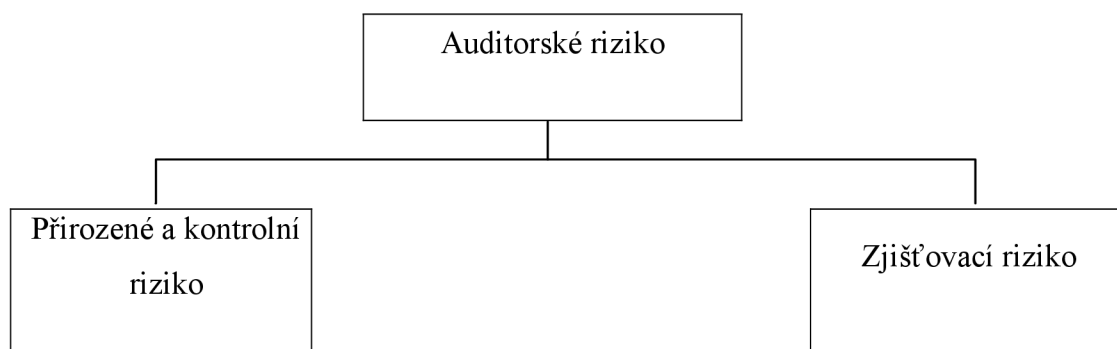 Auditorské riziko
Přirozené a kontrolní
riziko
Zjišťovací riziko